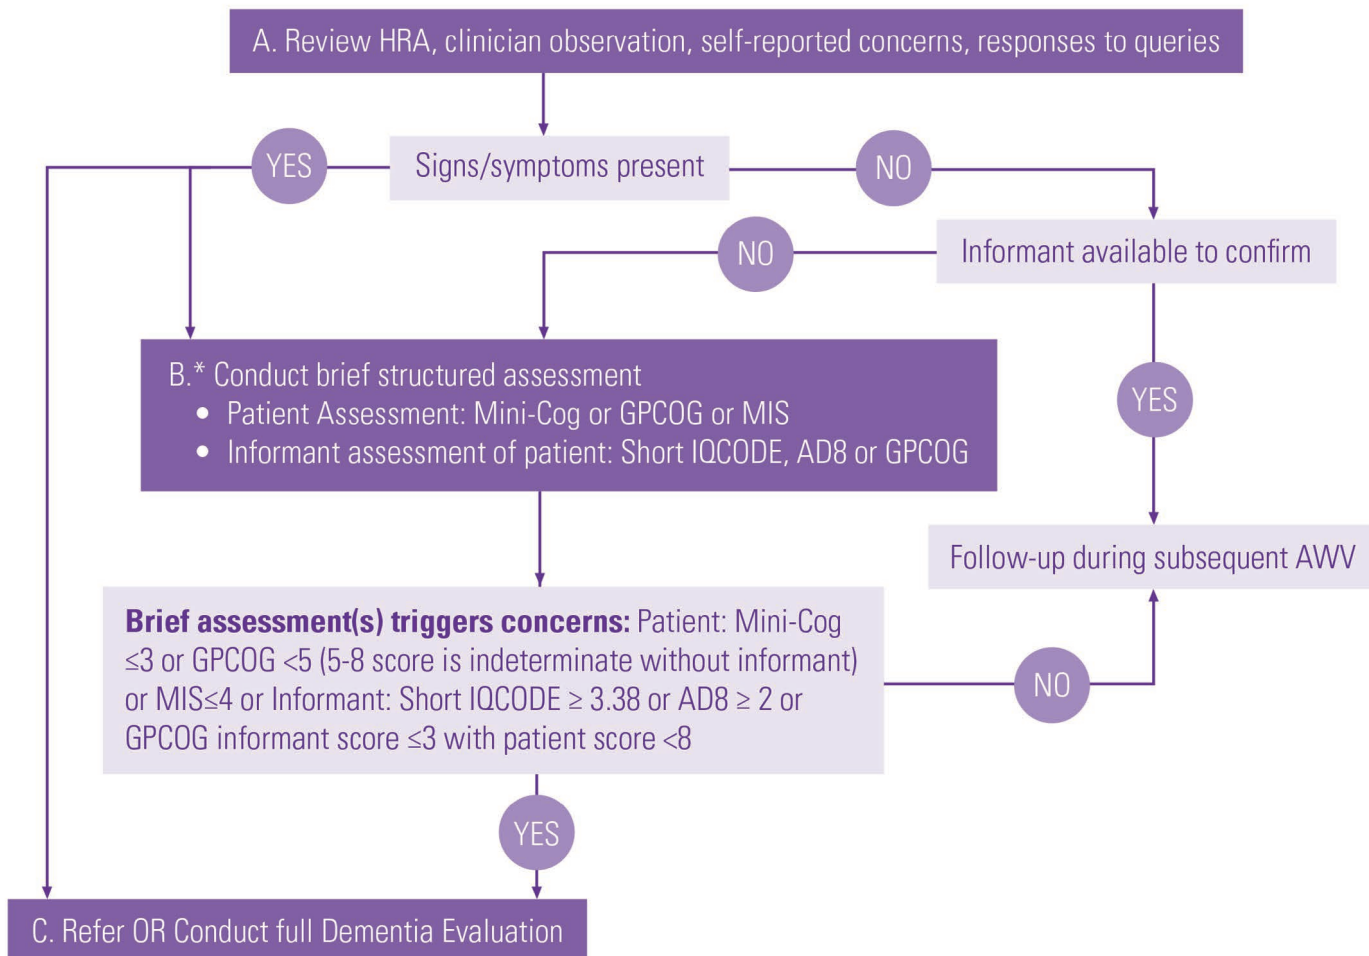 A. Review HRA, clinician observation, self-reported concerns, responses to queries
YES
Signs/symptoms present
NO
NO
Informant available to confirm
B.* Conduct brief structured assessment
• Patient Assessment: Mini-Cog or GPCOG or MIS
• Informant assessment of patient: Short IQCODE, AD8 or GPCOG
YES
Follow-up during subsequent AWV
Brief assessment(s) triggers concerns: Patient: Mini-Cog
≤3 or GPCOG <5 (5-8 score is indeterminate without informant)
or MIS≤4 or Informant: Short IQCODE ≥ 3.38 or AD8 ≥ 2 or
GPCOG informant score ≤3 with patient score <8
NO
YES
C. Refer OR Conduct full Dementia Evaluation